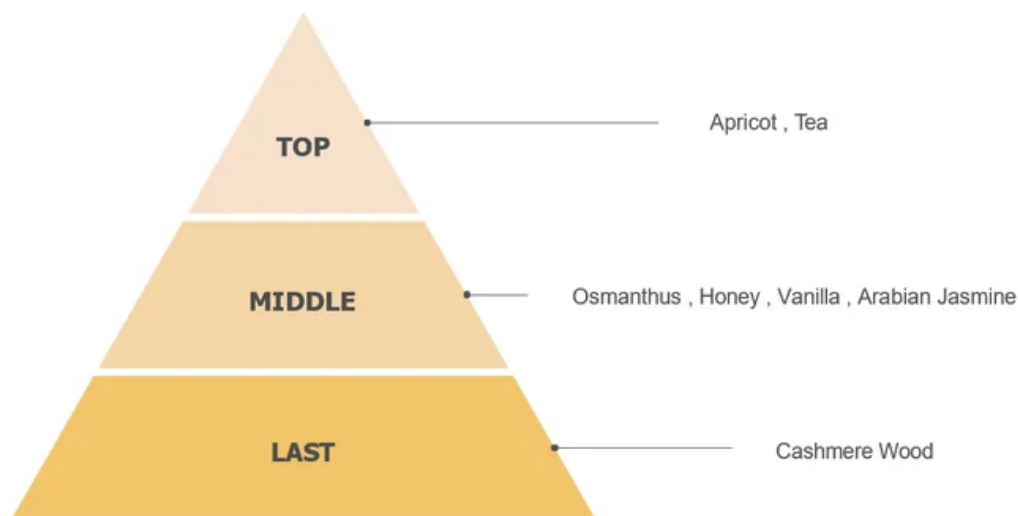 TOP
Apricot , Tea
MIDDLE
Osmanthus , Honey , Vanilla , Arabian Jasmine
LAST
Cashmere Wood